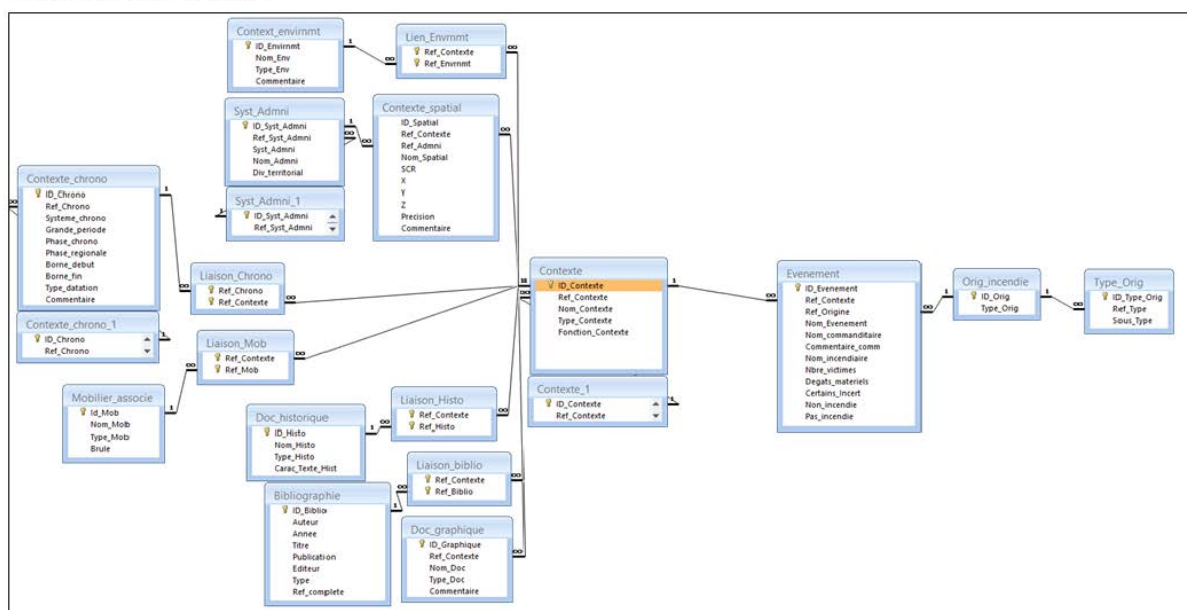 Context_envirnmt
ID_Envirnmt
Nom_Env
Type_Env
Commentaire
Lien_Envrnmt
Ref_Contexte
Ref_Envrnmt
Syst_Admni
ID_Syst_Admni
Ref_Syst_Admni
Syst_Admni
Nom_Admni
Div_territorial
Syst_Admni_1
ID_Syst_Admni
Ref_Syst_Admni
Contexte_spatial
ID_Spatial
Ref_Contexte
Ref_Admni
Nom_Spatial
SCR
X
Y
Z
Precision
Commentaire
Contexte_chrono
ID_Chrono
Ref_Chrono
Systeme_chrono
Grande_periode
Phase_chrono
Phase_regionale
Borne_debut
Borne_fin
Type_datation
Commentaire
Contexte_chrono_1
ID_Chrono
Ref_Chrono
Liaison_Chrono
Ref_Chrono
Ref_Contexte
Liaison_Mob
Ref_Contexte
Ref_Mob
Mobilier_associe
Id_Mob
Nom_Mob
Type_Mob
Brule
Doc_historique
ID_Histo
Nom_Histo
Type_Histo
Carac_Texte_Hist
Liaison_Histo
Ref_Contexte
Ref_Histo
Liaison_biblio
Ref_Contexte
Ref_Biblio
Bibliographie
ID_Biblio
Auteur
Annee
Titre
Publication
Editeur
Type
Ref_complete
Doc_graphique
ID_Graphique
Ref_Contexte
Nom_Doc
Type_Doc
Commentaire
Contexte
ID_Contexte
Ref_Contexte
Nom_Contexte
Type_Contexte
Fonction_Contexte
Contexte_1
ID_Contexte
Ref_Contexte
Evenement
ID_Evenement
Ref_Contexte
Ref_Origine
Nom_Evenement
Nom_commanditaire
Commentaire_comm
Nom_incendiaire
Nbre_victimes
Degats_materiels
Certains_Incert
Non_incendie
Pas_incendie
Orig_incendie
ID_Orig
Type_Orig
Type_Orig
ID_Type_Orig
Ref_Type
Sous_Type